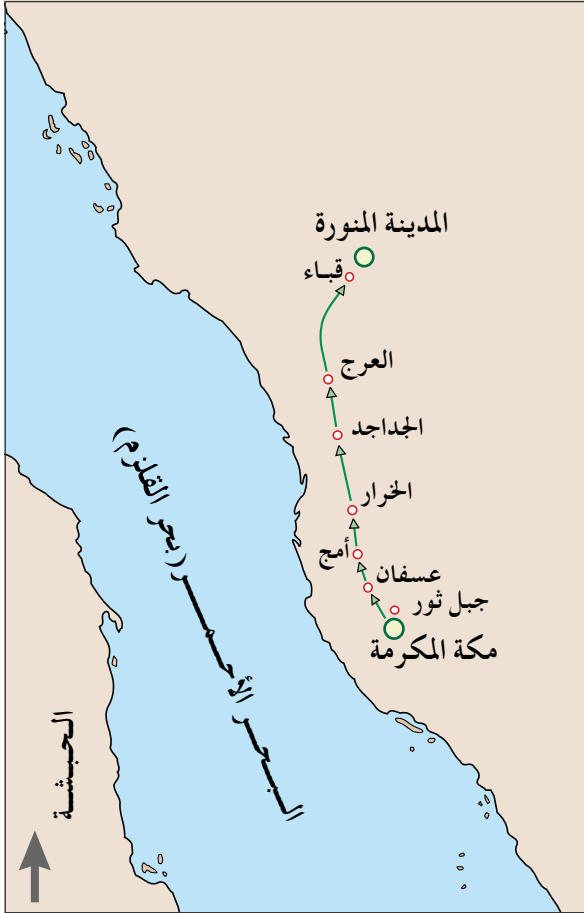 المدينة المنورة
قباء
العرج
الجداجد
الخرار
أمج
عسفان
جبل ثور
مكة المكرمة
البحر الأحمر (بحر القلزم)
الحبشة